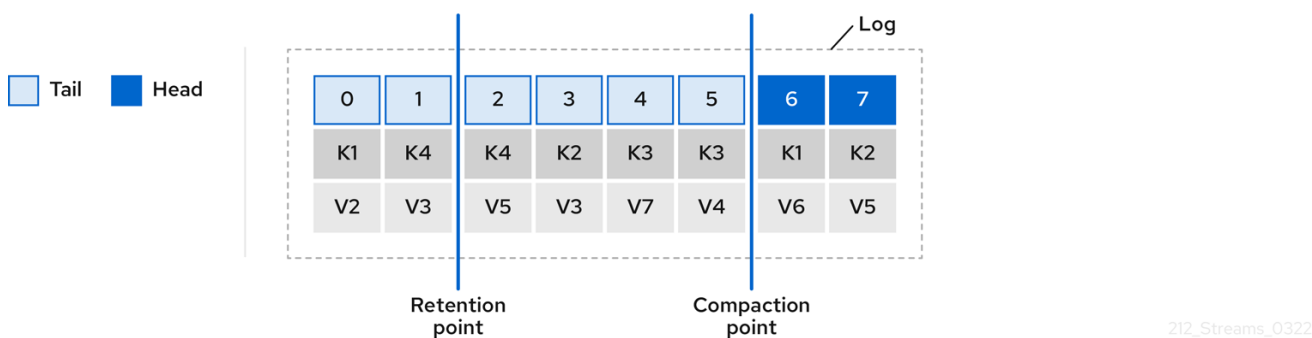 Log
Tail Head
0 1 2 3 4 5 6 7
K1 K4 K4 K2 K3 K3 K1 K2
V2 V3 V5 V3 V7 V4 V6 V5
Retention
point
Compaction
point
212_Streams_0322